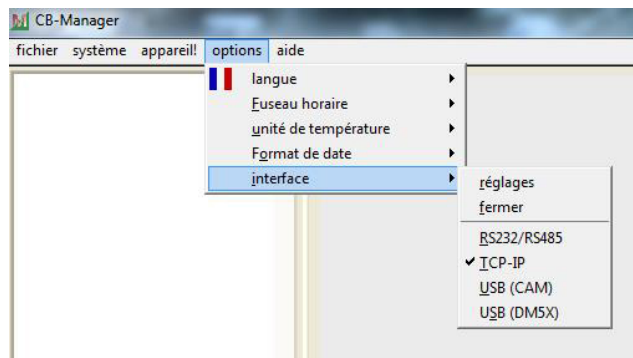 CB-Manager
fichier système appareil! options aide
langue
Fuseau horaire
unité de température
Format de date
interface
réglages
fermer
RS232/RS485
TCP-IP
USB (CAM)
USB (DM5X)